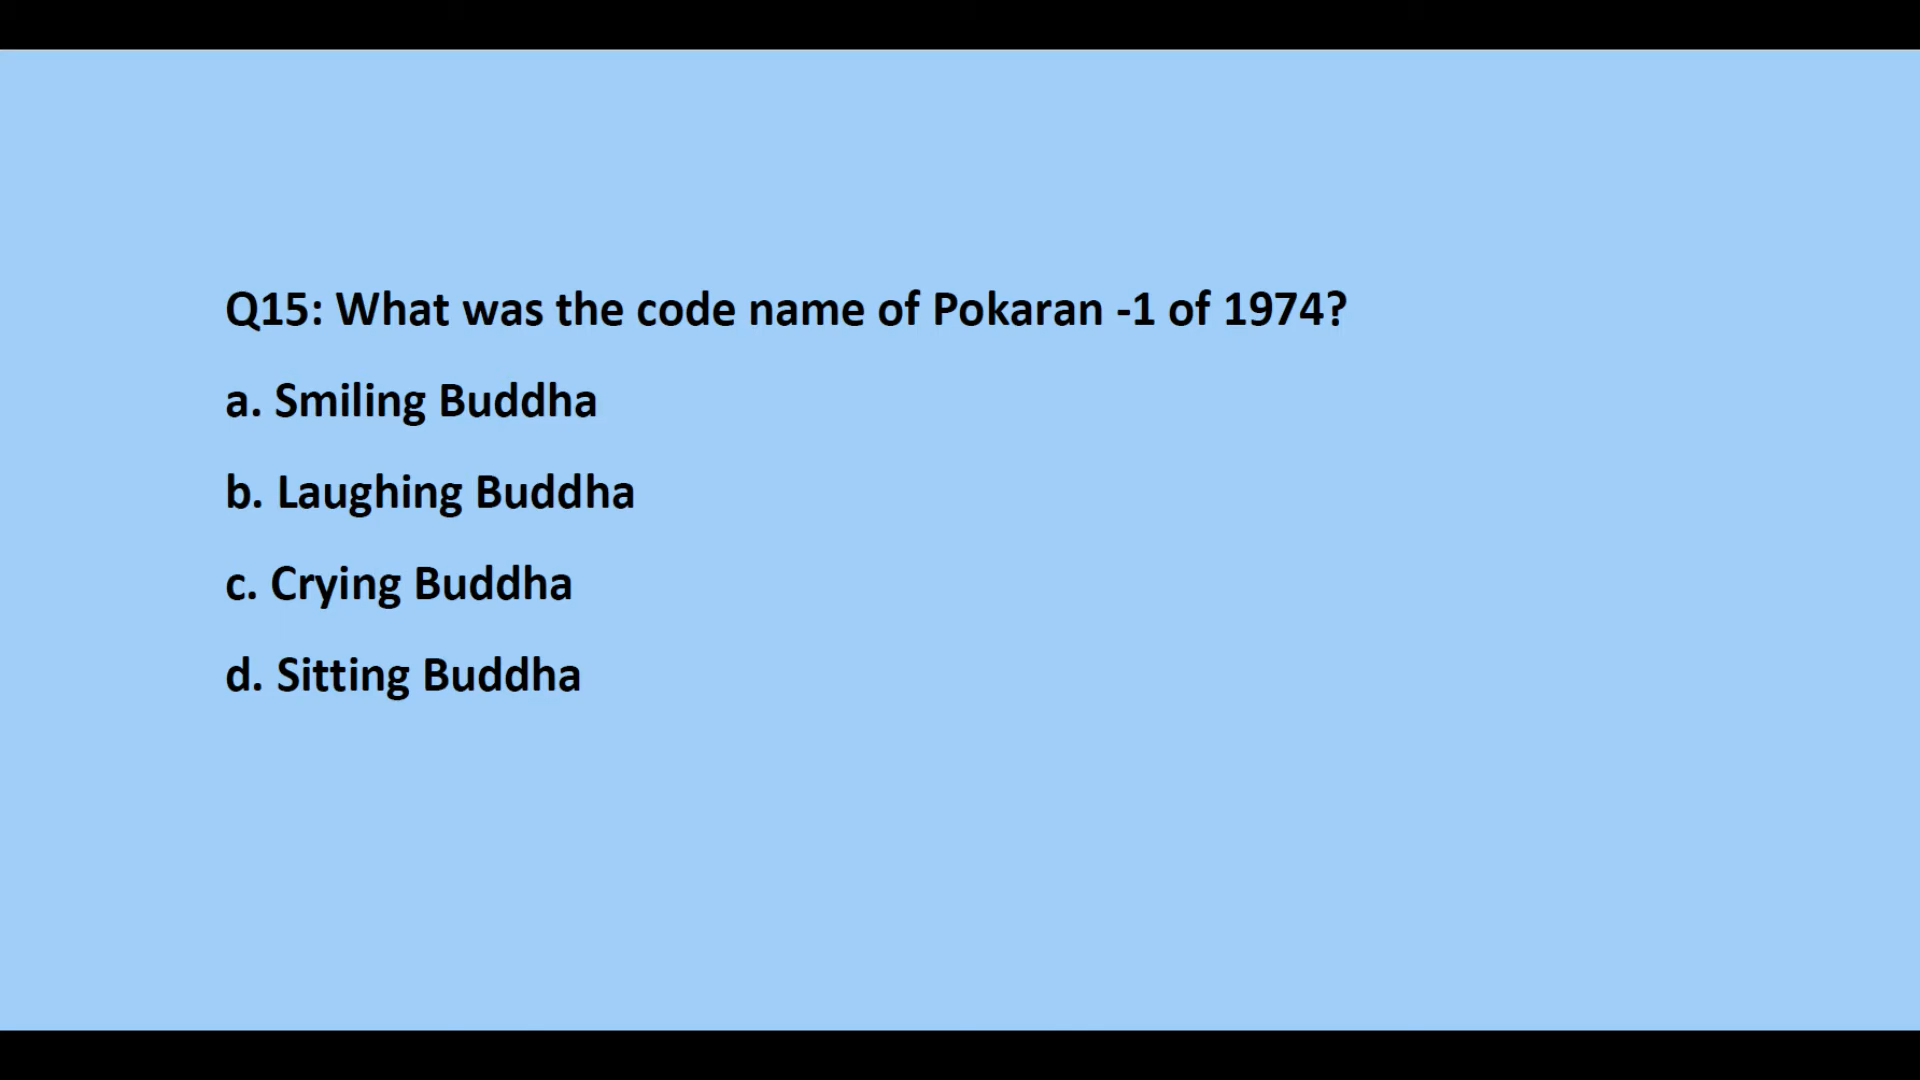 Q15: What was the code name of Pokaran -1 of 1974?
a. Smiling Buddha
b. Laughing Buddha
c. Crying Buddha
d. Sitting Buddha